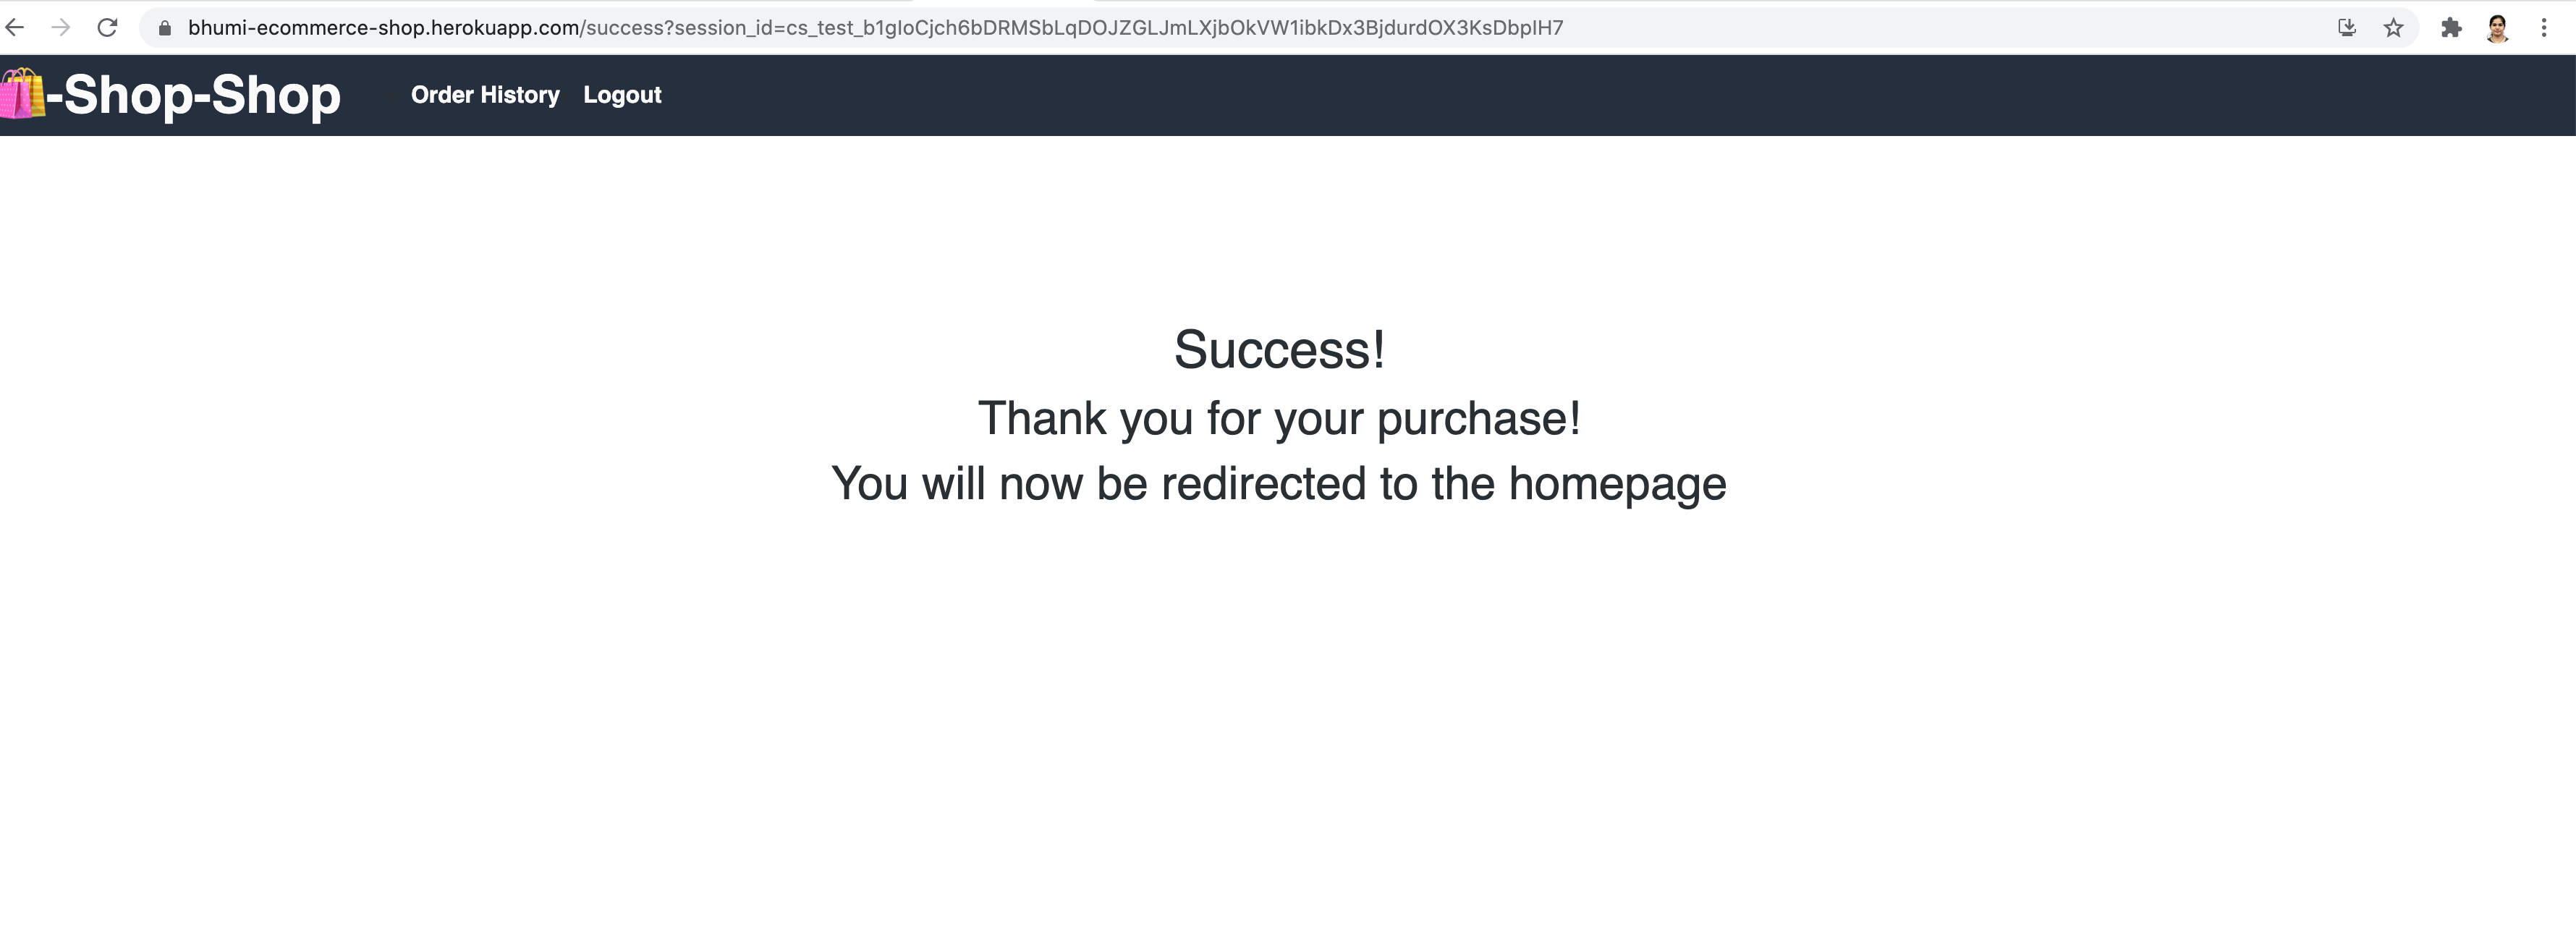 bhumi-ecommerce-shop.herokuapp.com/success?session_id=cs_test_b1gIoCjch6bDRMSbLqDOJZGLJmLXjbOkVW1ibkDx3BjdurdOX3KsDbpIH7
-Shop-Shop Order History Logout
Success!
Thank you for your purchase!
You will now be redirected to the homepage